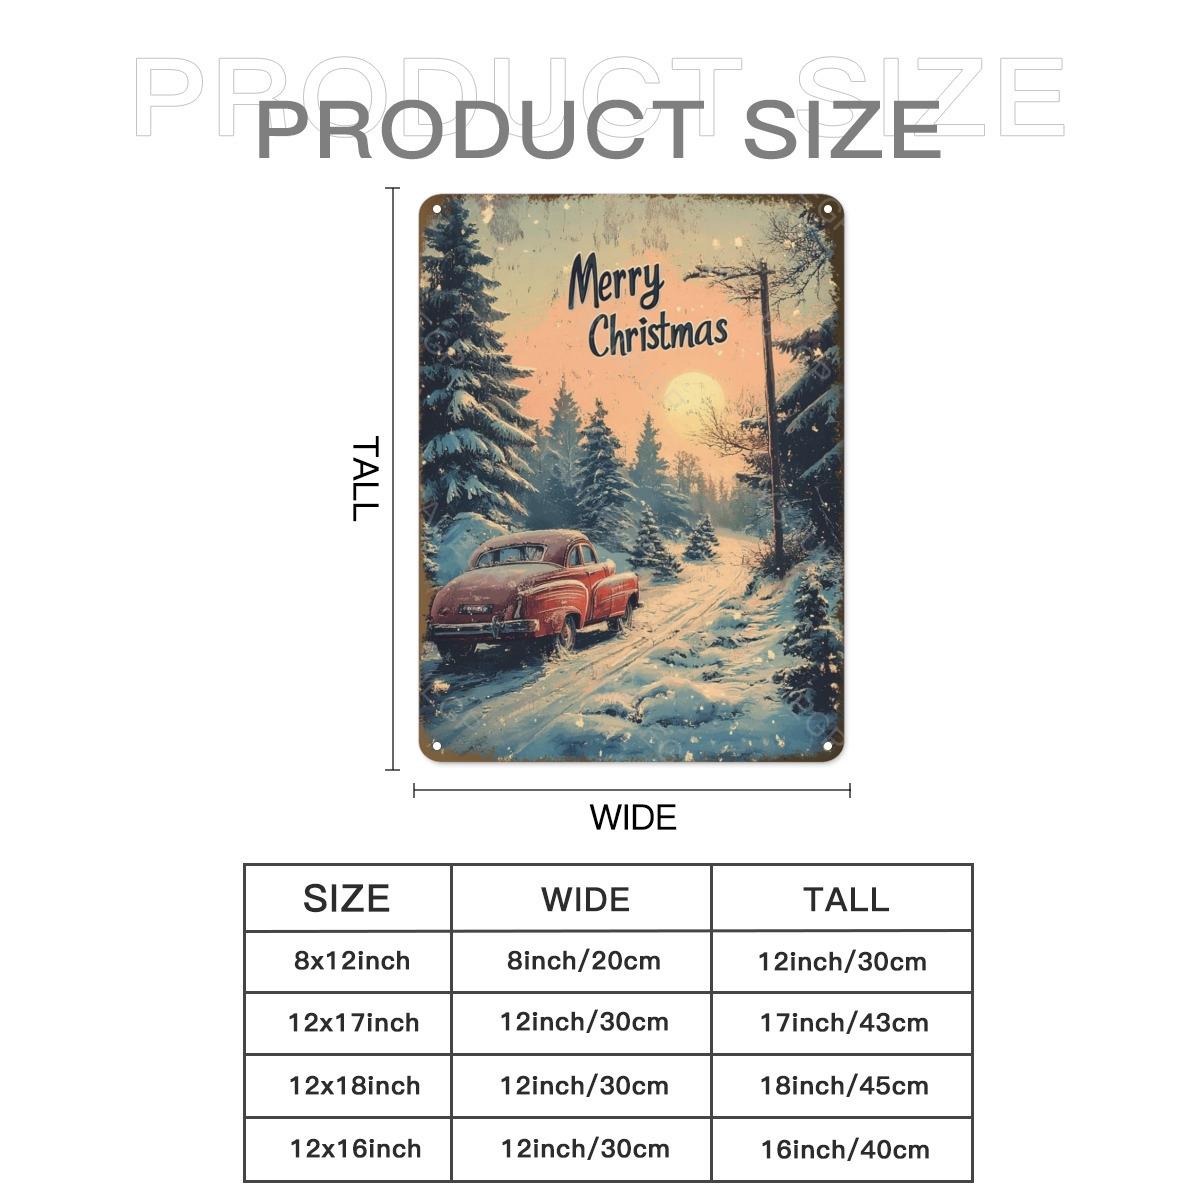 PRODUCT SIZE
PRODUCT SIZE
Merry
Christmas
TALL
WIDE
SIZE WIDE TALL
8x12inch 8inch/20cm 12inch/30cm
12x17inch 12inch/30cm 17inch/43cm
12x18inch 12inch/30cm 18inch/45cm
12x16inch 12inch/30cm 16inch/40cm